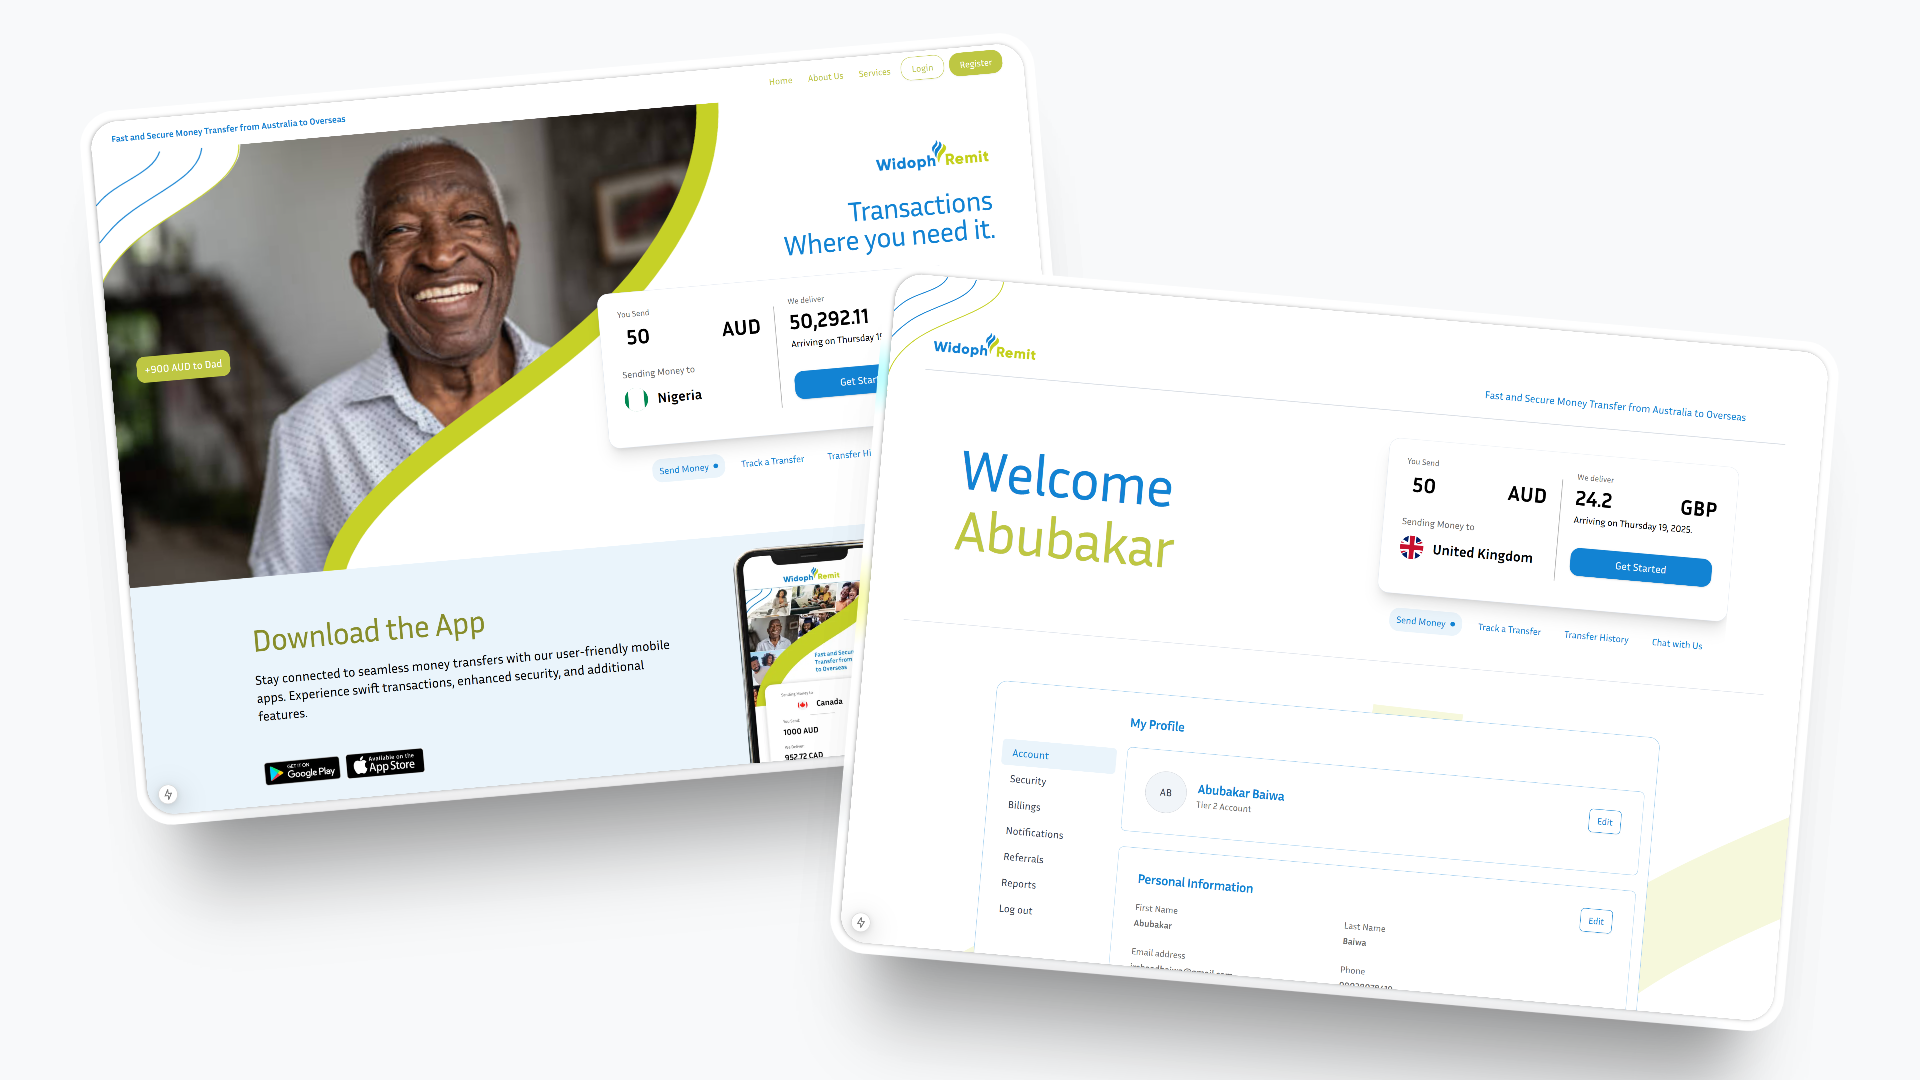 Home
About Us
Services
Login
Register
Fast and Secure Money Transfer from Australia to Overseas
Widoph Remit
Transactions
Where you need it.
+900 AUD to Dad
You Send
50
AUD
We deliver
50,292.11
Arriving on Thursday
Sending Money to
Nigeria
Get Star
Send Money
Track a Transfer
Transfer Hi
Download the App
Stay connected to seamless money transfers with our user-friendly mobile
apps. Experience swift transactions, enhanced security, and additional
features.
GET IT ON
Google Play
Available on the
App Store
Widoph Remit
Fast and Secure
Transfer from
to Overseas
Sending Money to
Canada
You Send
1000 AUD
We Deliver
952.72 CAD
Widoph Remit
Fast and Secure Money Transfer from Australia to Overseas
Welcome
Abubakar
You Send
50
AUD
We deliver
24.2
GBP
Arriving on Thursday 19, 2025.
Sending Money to
United Kingdom
Get Started
Send Money
Track a Transfer
Transfer History
Chat with Us
My Profile
Account
Security
Billings
Notifications
Referrals
Reports
Log out
AB
Abubakar Baiwa
Tier 2 Account
Edit
Personal Information
Edit
First Name
Abubakar
Last Name
Baiwa
Email address
Phone